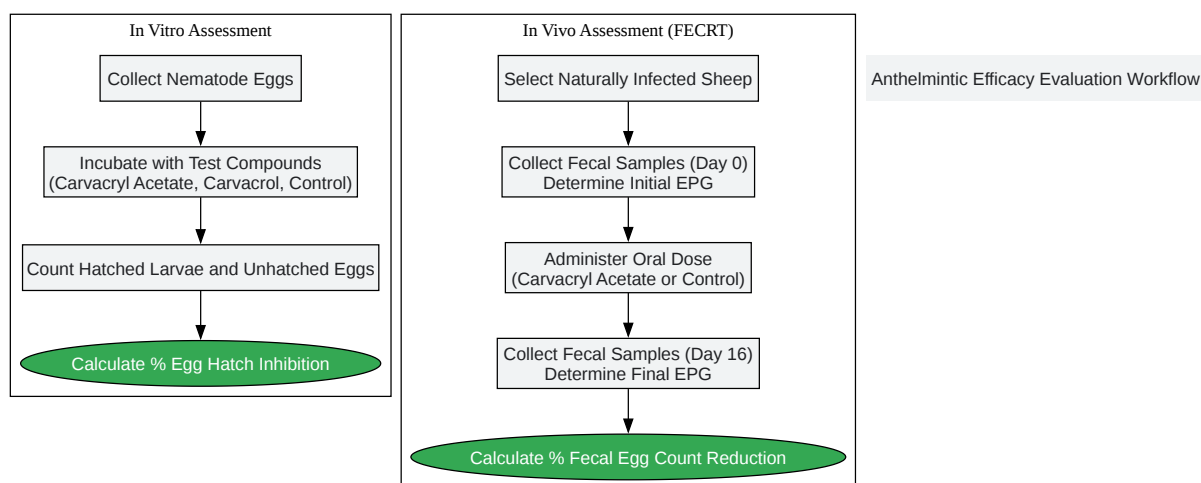 In Vitro Assessment
Collect Nematode Eggs
Incubate with Test Compounds
(Carvacryl Acetate, Carvacrol, Control)
Count Hatched Larvae and Unhatched Eggs
Calculate % Egg Hatch Inhibition
In Vivo Assessment (FECRT)
Select Naturally Infected Sheep
Collect Fecal Samples (Day 0)
Determine Initial EPG
Administer Oral Dose
(Carvacryl Acetate or Control)
Collect Fecal Samples (Day 16)
Determine Final EPG
Calculate % Fecal Egg Count Reduction
Anthelmintic Efficacy Evaluation Workflow